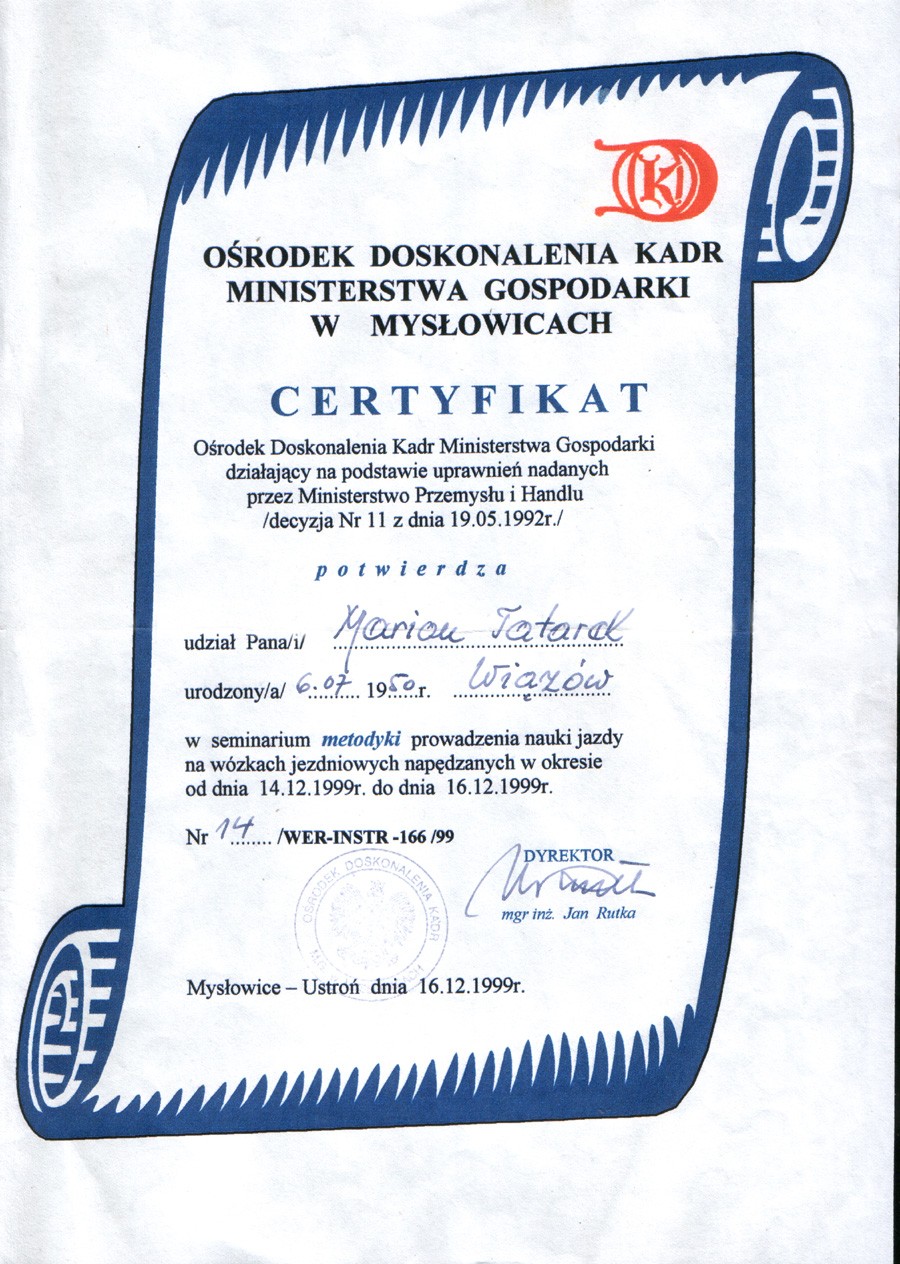 OŚRODEK DOSKONALENIA KADR
MINISTERSTWA GOSPODARKI
W MYSŁOWICACH
CERTYFIKAT
Ośrodek Doskonalenia Kadr Ministerstwa Gospodarki
działający na podstawie uprawnień nadanych
przez Ministerstwo Przemysłu i Handlu
/decyzja Nr 11 z dnia 19.05.1992r./
potwierdza
udział Pana/i/ Marian Tatarek
urodzony/a/ 6.07 1950r. Wiązów
w seminarium metodyki prowadzenia nauki jazdy
na wózkach jezdniowych napędzanych w okresie
od dnia 14.12.1999r. do dnia 16.12.1999r.
Nr 14 /WER-INSTR -166 /99
OŚRODEK DOSKONALENIA KADR
DYREKTOR
mgr inż. Jan Rutka
Mysłowice – Ustroń dnia 16.12.1999r.